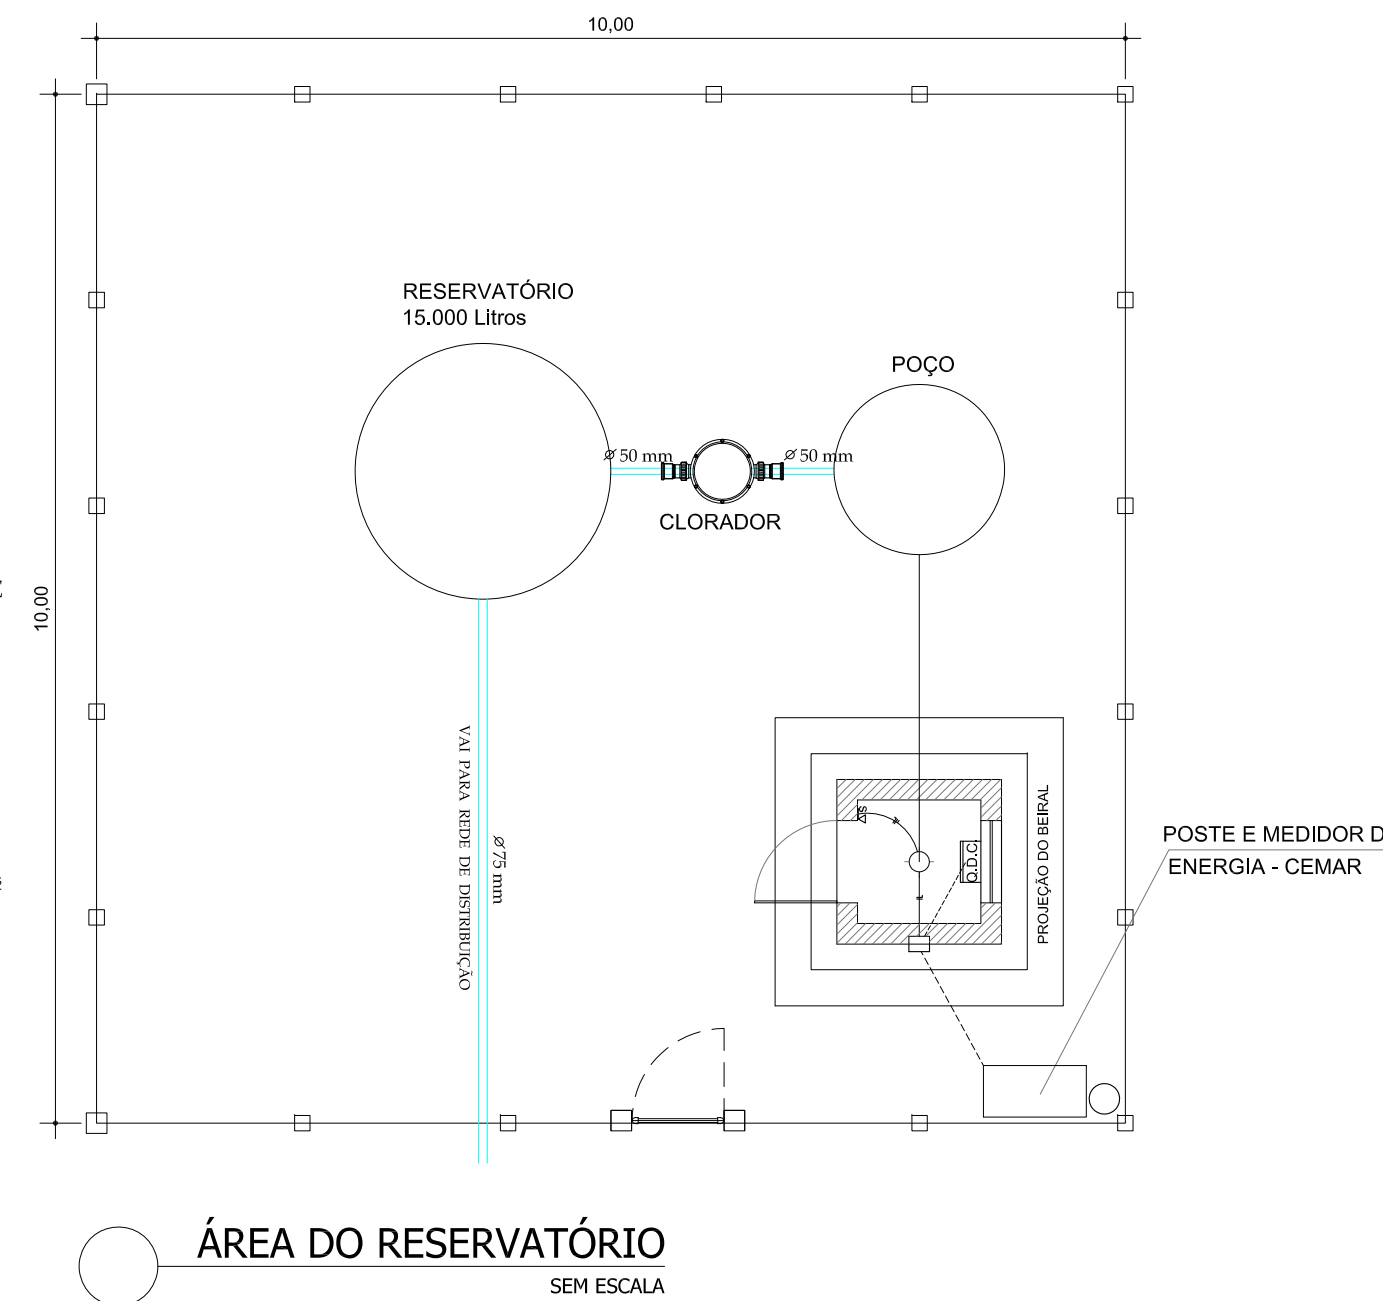 10,00
10,00
RESERVATÓRIO
15.000 Litros
POÇO
Ø 50 mm
Ø 50 mm
CLORADOR
VAI PARA REDE DE DISTRIBUIÇÃO
Ø75 mm
S
Q.D.C.
PROJEÇÃO DO BEIRAL
POSTE E MEDIDOR D
ENERGIA - CEMAR
ÁREA DO RESERVATÓRIO
SEM ESCALA